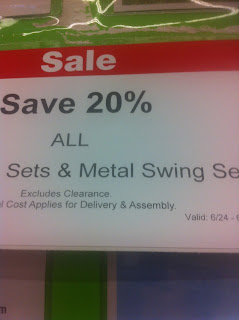 Sale
Save 20%
ALL
Sets & Metal Swing Se
Excludes Clearance.
l Cost Applies for Delivery & Assembly.
Valid: 6/24 -